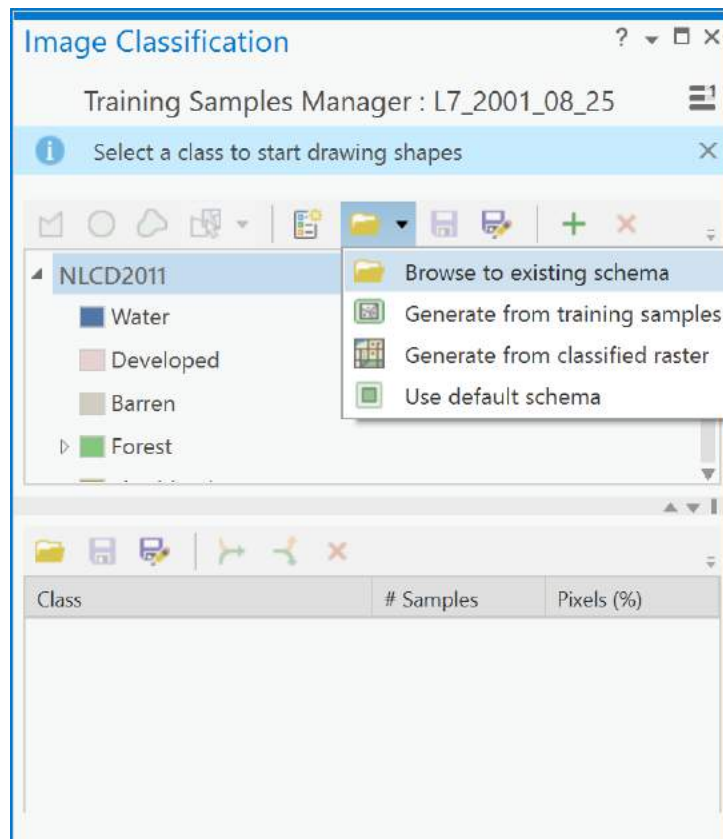 Image Classification
Training Samples Manager : L7_2001_08_25
Select a class to start drawing shapes
NLCD2011
Water
Developed
Barren
Forest
Browse to existing schema
Generate from training samples
Generate from classified raster
Use default schema
Class # Samples Pixels (%)